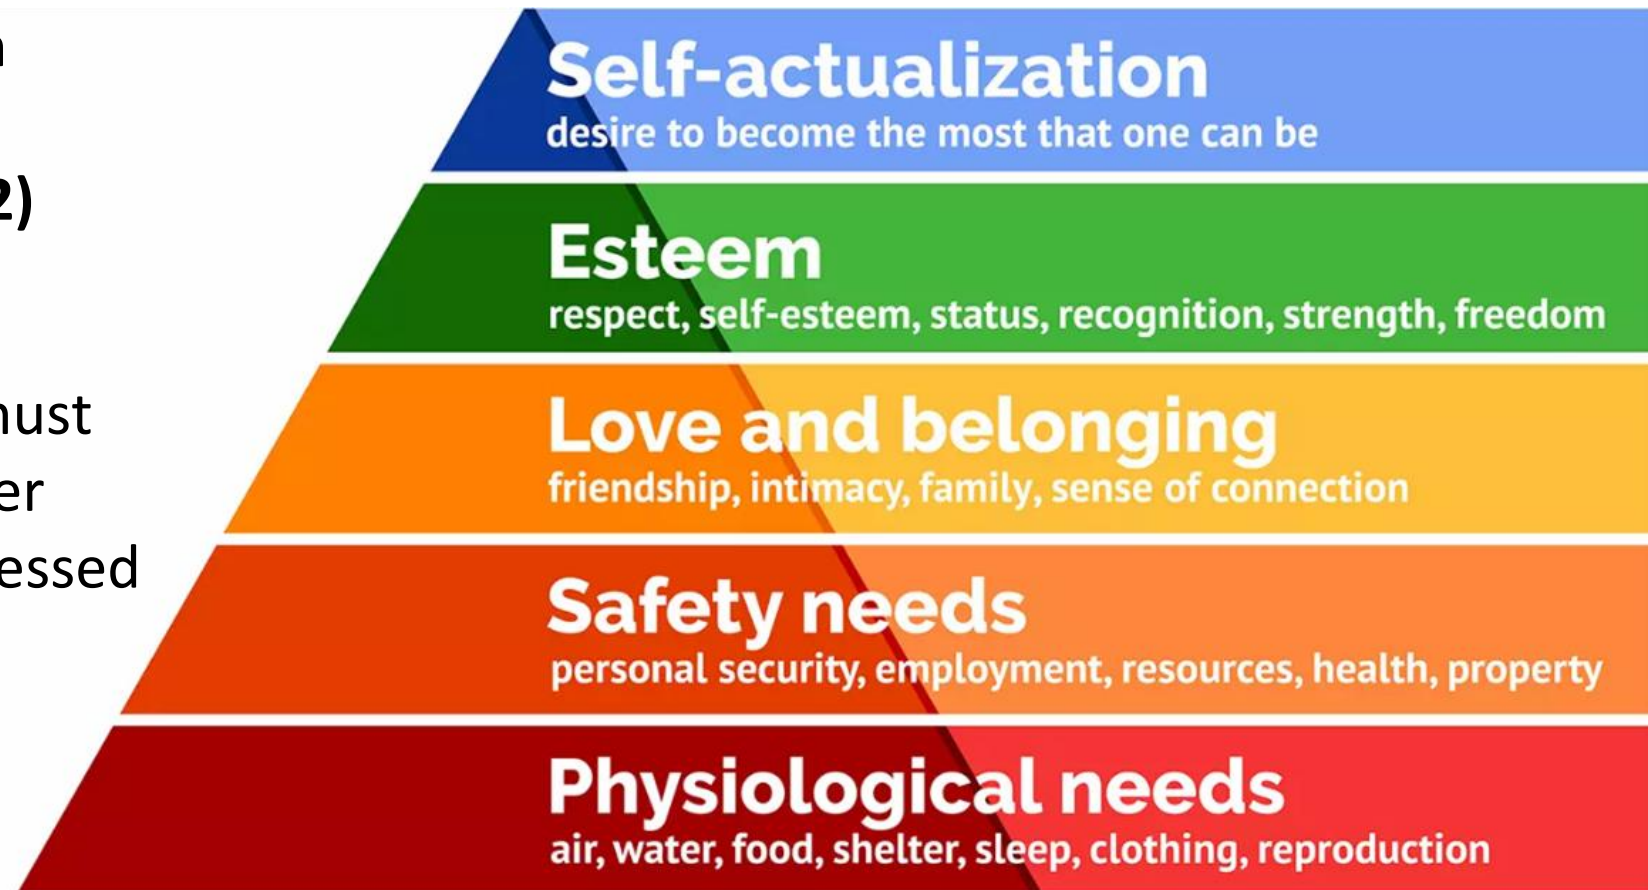 2)
Self-actualization
desire to become the most that one can be
Esteem
respect, self-esteem, status, recognition, strength, freedom
Love and belonging
friendship, intimacy, family, sense of connection
Safety needs
personal security, employment, resources, health, property
Physiological needs
air, water, food, shelter, sleep, clothing, reproduction